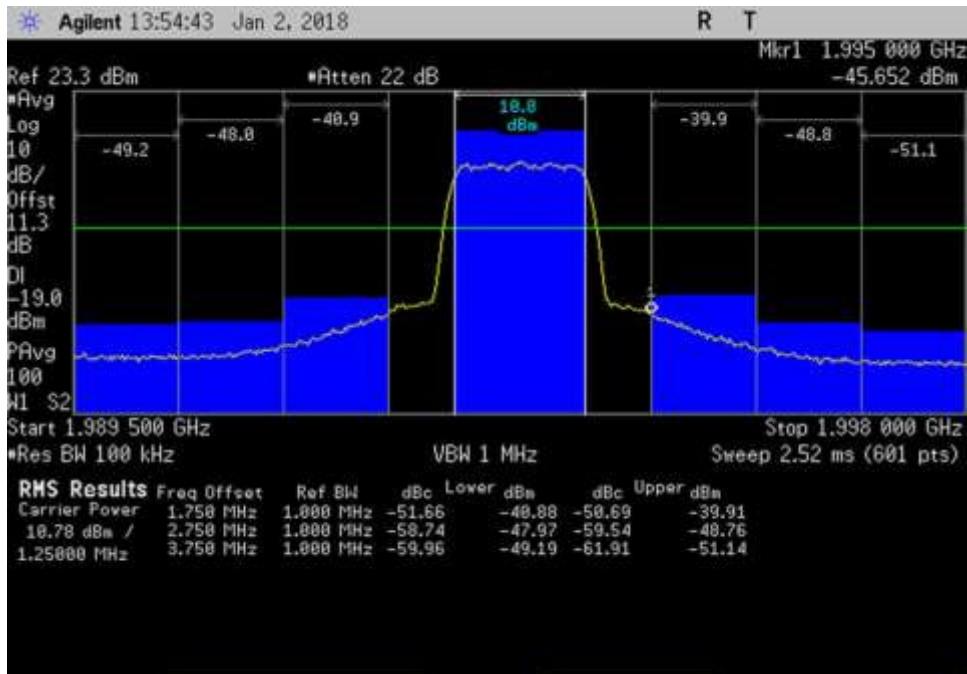 Agilent 13:54:43 Jan 2, 2018 R T
Mkr1 1.995 000 GHz
Ref 23.3 dBm *Atten 22 dB -45.652 dBm
*Avg
Log
10
dB/
Offst
11.3
dB
DI
-19.0
dBm
PAvg
100
W1 S2
-49.2 -48.0 -40.9 10.8 dBm -39.9 -48.8 -51.1
1
Start 1.989 500 GHz Stop 1.998 000 GHz
*Res BW 100 kHz VBW 1 MHz Sweep 2.52 ms (601 pts)
RMS Results Freq Offset Ref BW dBc Lower dBm dBc Upper dBm
Carrier Power 1.750 MHz 1.000 MHz -51.66 -40.88 -50.69 -39.91
10.78 dBm / 2.750 MHz 1.000 MHz -58.74 -47.97 -59.54 -48.76
1.25000 MHz 3.750 MHz 1.000 MHz -59.96 -49.19 -61.91 -51.14